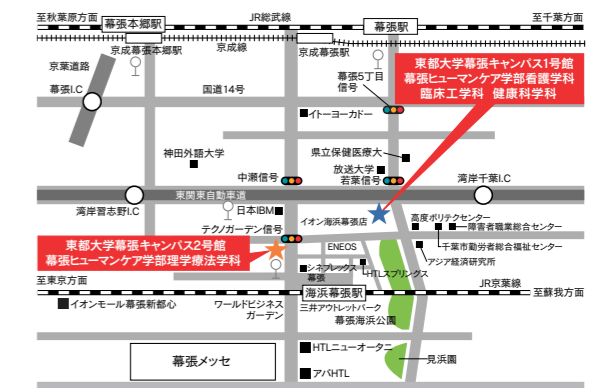 至秋葉原方面
JR総武線
至千葉方面
幕張本郷駅
幕張駅
京成幕張本郷駅
京成線
京成幕張駅
京葉道路
幕張I.C
国道14号
幕張5丁目
信号
東都大学幕張キャンパス1号館
幕張ヒューマンケア学部看護学科
臨床工学科 健康科学科
イトーヨーカドー
神田外語大学
県立保健医療大
中瀬信号
放送大学
若葉信号
湾岸千葉I.C
東関東自動車道
湾岸習志野I.C
日本IBM
イオン海浜幕張店
高度ポリテクセンター
障害者職業総合センター
テクノガーデン信号
東都大学幕張キャンパス2号館
幕張ヒューマンケア学部理学療法学科
ENEOS
千葉市勤労者総合福祉センター
アジア経済研究所
シネプレックス
幕張
HTLスプリングス
至東京方面
海浜幕張駅
JR京葉線
至蘇我方面
イオンモール幕張新都心
ワールドビジネス
ガーデン
三井アウトレットパーク
幕張海浜公園
幕張メッセ
HTLニューオータニ
見浜園
アパHTL